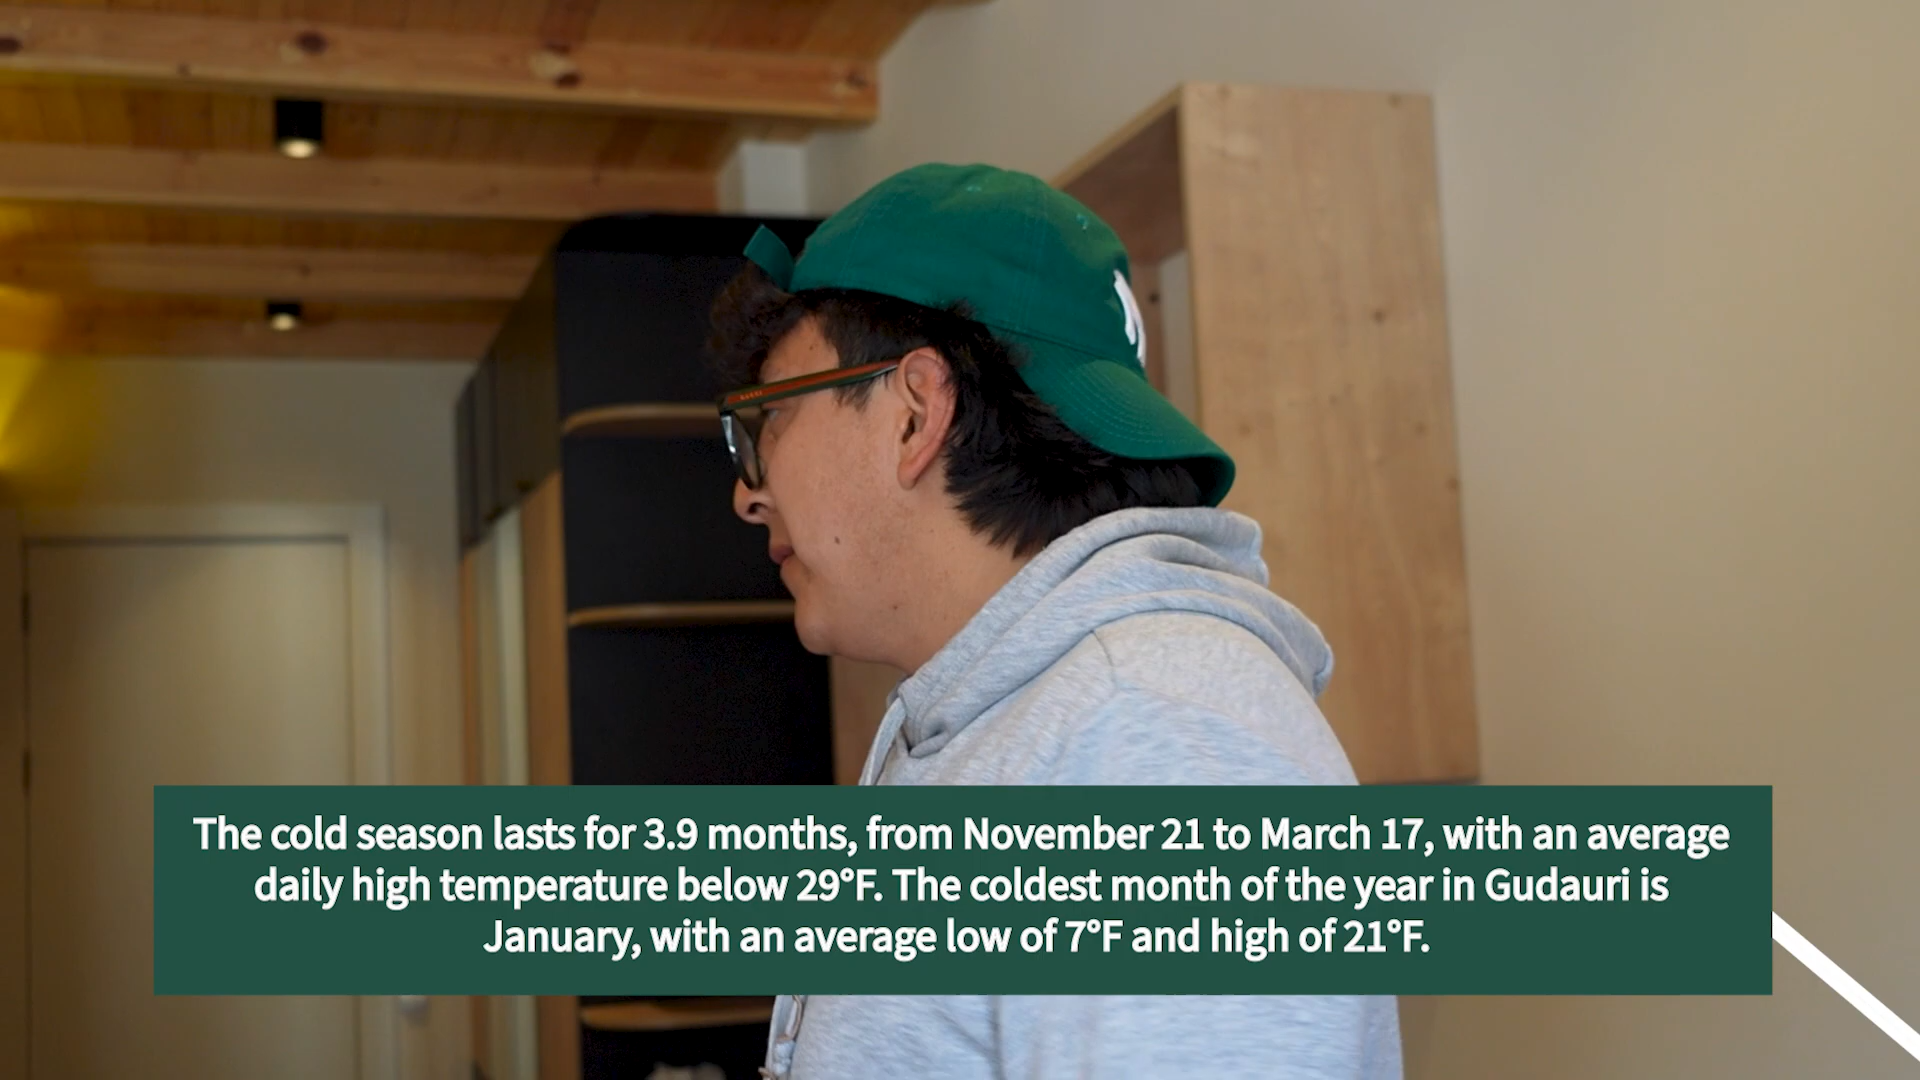 The cold season lasts for 3.9 months, from November 21 to March 17, with an average
daily high temperature below 29°F. The coldest month of the year in Gudauri is
January, with an average low of 7°F and high of 21°F.